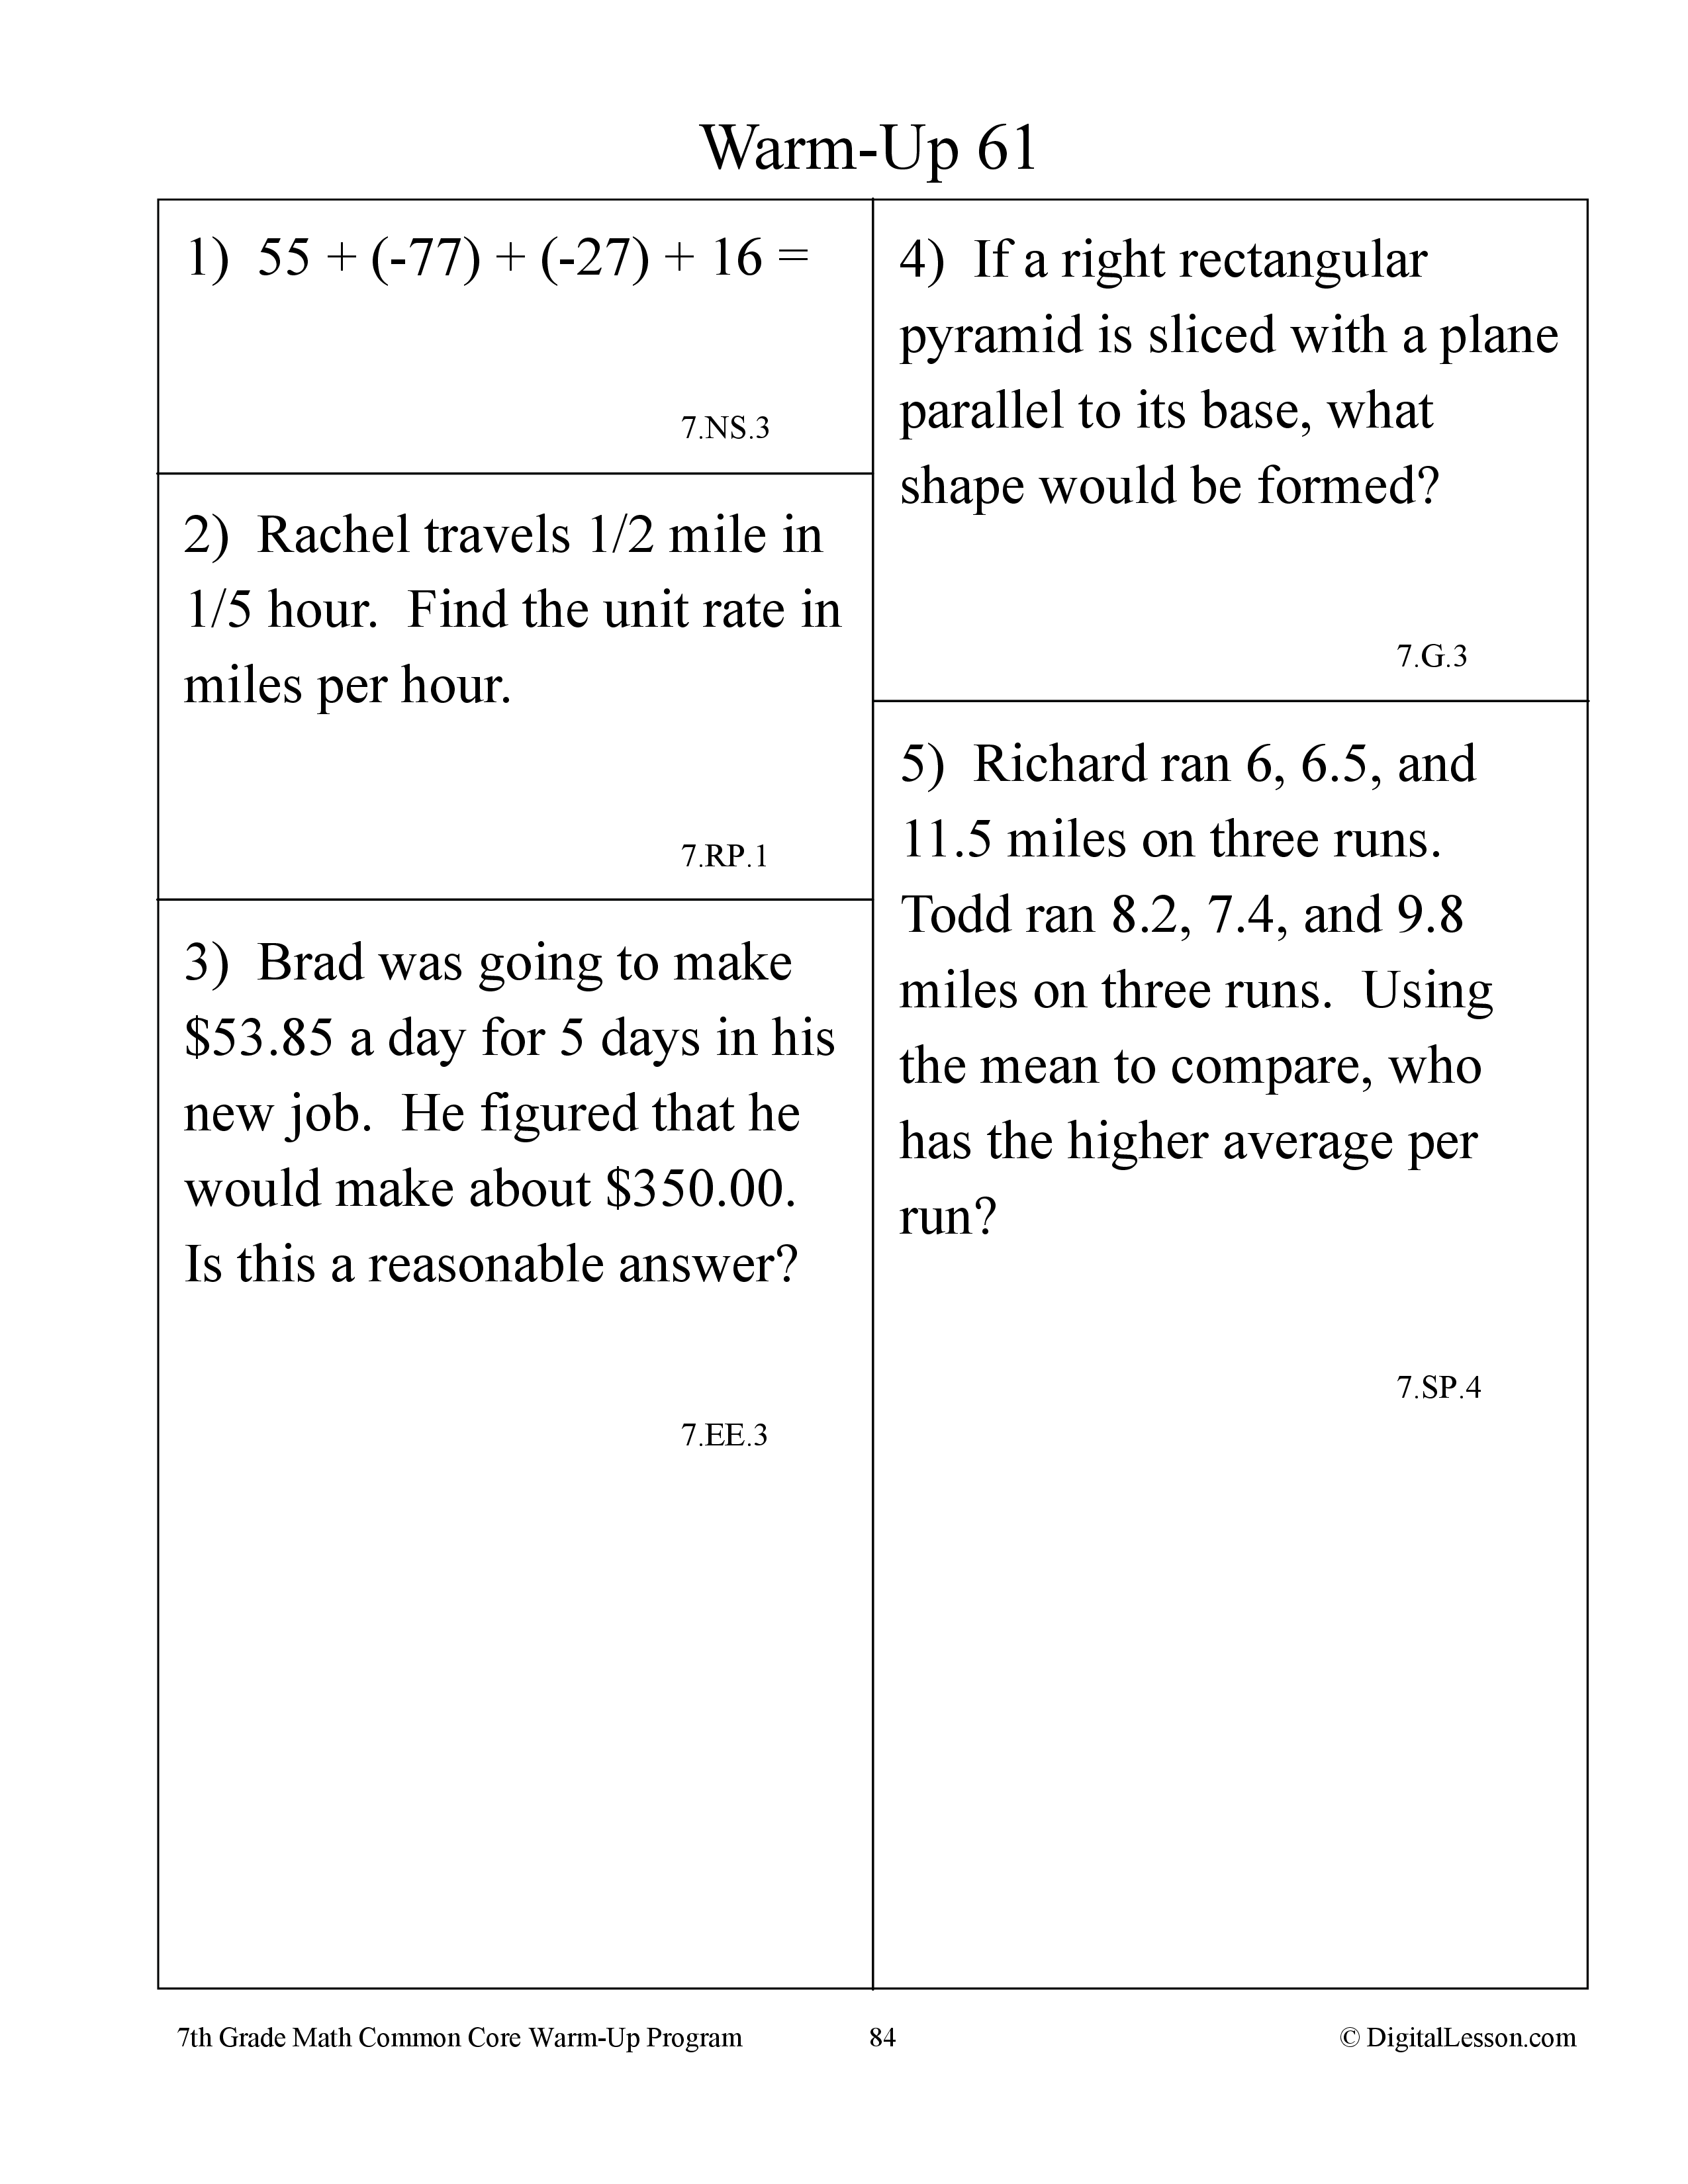 Warm-Up 61
1)  55 + (-77) + (-27) + 16 =
7.NS.3
2)  Rachel travels 1/2 mile in
1/5 hour.  Find the unit rate in
miles per hour.
7.RP.1
3)  Brad was going to make
$53.85 a day for 5 days in his
new job.  He figured that he
would make about $350.00.
Is this a reasonable answer?
7.EE.3
4)  If a right rectangular
pyramid is sliced with a plane
parallel to its base, what
shape would be formed?
7.G.3
5)  Richard ran 6, 6.5, and
11.5 miles on three runs.
Todd ran 8.2, 7.4, and 9.8
miles on three runs.  Using
the mean to compare, who
has the higher average per
run?
7.SP.4
7th Grade Math Common Core Warm-Up Program 84 © DigitalLesson.com